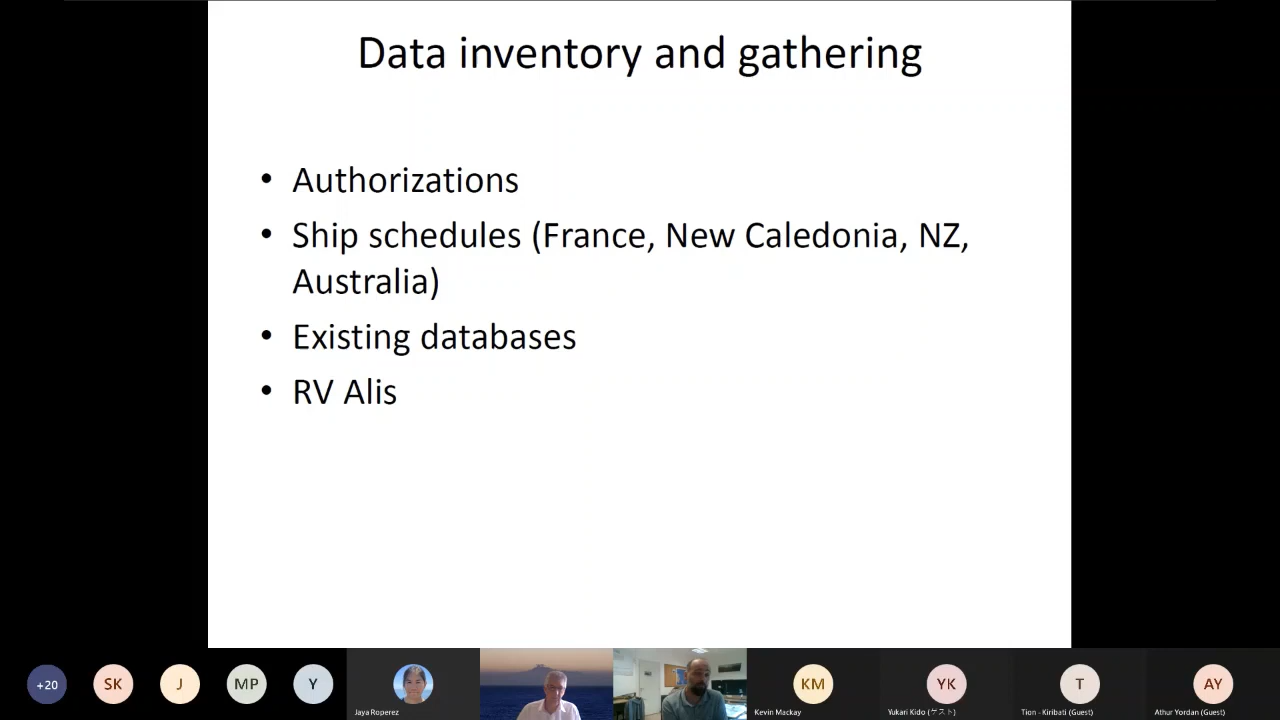 Data inventory and gathering
• Authorizations
• Ship schedules (France, New Caledonia, NZ,
Australia)
• Existing databases
• RV Alis
+20
SK
J
MP
Y
Jaya Roperez
KM
Kevin Mackay
YK
Yukari Kido (ゲスト)
T
Tion - Kiribati (Guest)
AY
Athur Yordan (Guest)